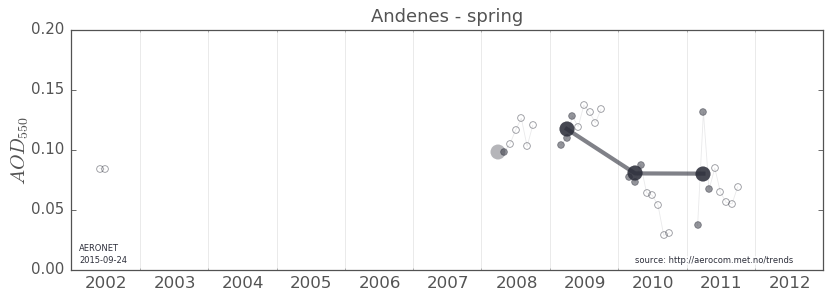 Andenes - spring
0.20
0.15
0.10
0.05
0.00
AOD550
AERONET
2015-09-24
source: http://aerocom.met.no/trends
2002 2003 2004 2005 2006 2007 2008 2009 2010 2011 2012